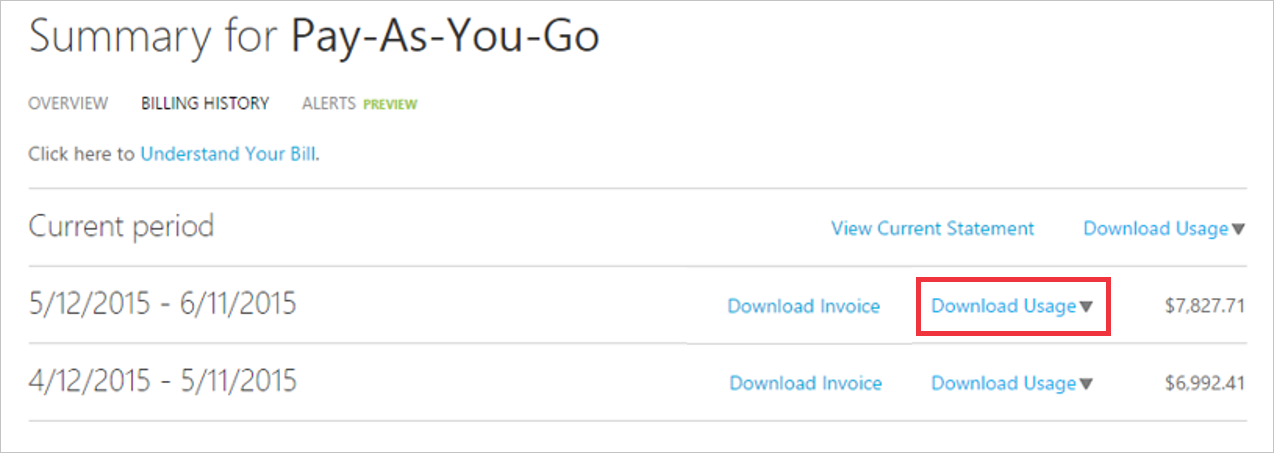 Summary for Pay-As-You-Go
OVERVIEW BILLING HISTORY ALERTS PREVIEW
Click here to Understand Your Bill.
Current period View Current Statement Download Usage▼
5/12/2015 - 6/11/2015 Download Invoice Download Usage▼ $7,827.71
4/12/2015 - 5/11/2015 Download Invoice Download Usage▼ $6,992.41